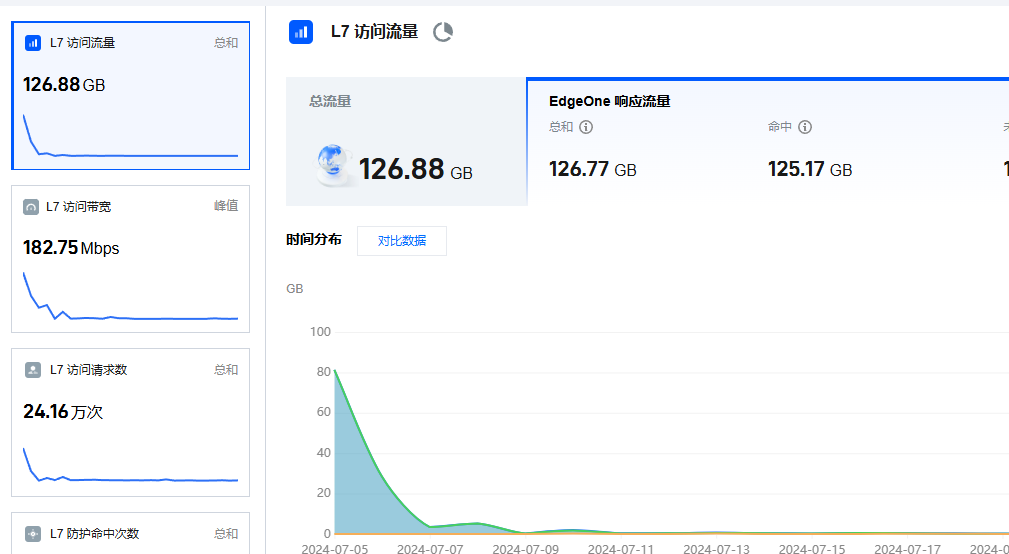 L7 访问流量 总和
126.88 GB
L7 访问带宽 峰值
182.75 Mbps
L7 访问请求数 总和
24.16 万次
L7 防护命中次数 总和
L7 访问流量
总流量
126.88 GB
EdgeOne 响应流量
总和 命中
126.77 GB 125.17 GB
时间分布 对比数据
GB
100
80
60
40
20
0
2024-07-05 2024-07-07 2024-07-09 2024-07-11 2024-07-13 2024-07-15 2024-07-17 2024-0